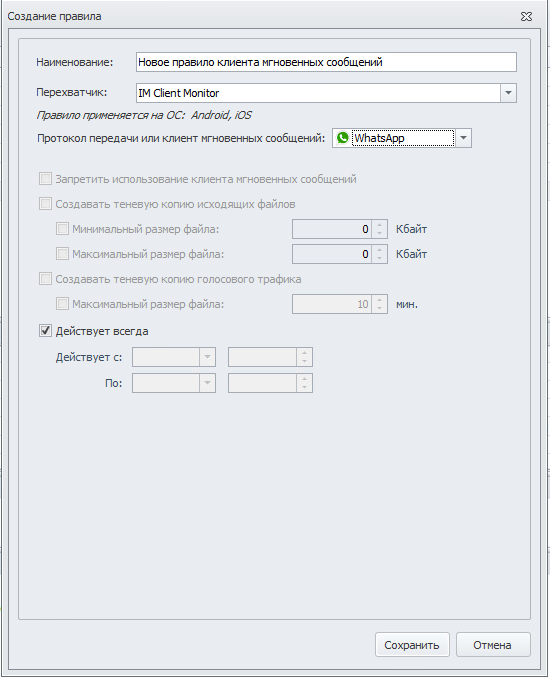 Создание правила
Наименование: Новое правило клиента мгновенных сообщений
Перехватчик: IM Client Monitor
Правило применяется на ОС: Android, iOS
Протокол передачи или клиент мгновенных сообщений: WhatsApp
Запретить использование клиента мгновенных сообщений
Создавать теневую копию исходящих файлов
Минимальный размер файла: 0 Кбайт
Максимальный размер файла: 0 Кбайт
Создавать теневую копию голосового трафика
Максимальный размер файла: 10 мин.
Действует всегда
Действует с:
По:
Сохранить Отмена